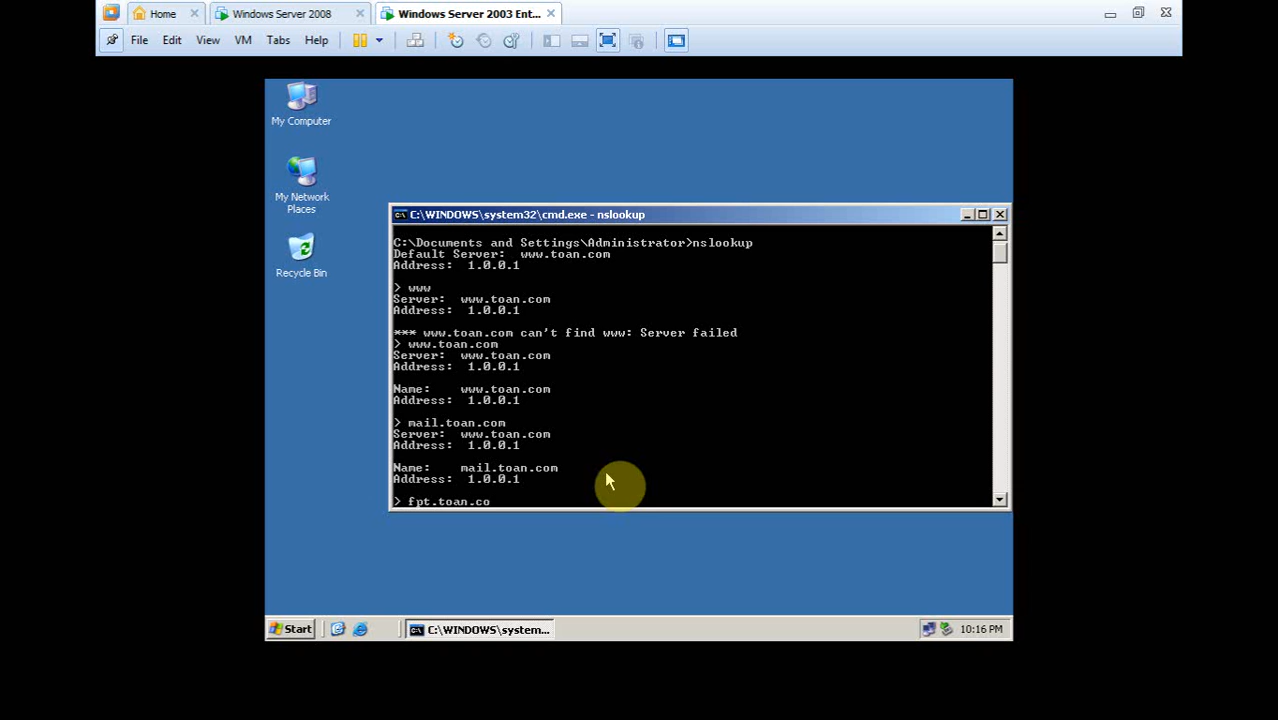 Home
Windows Server 2008
Windows Server 2003 Ent...
File Edit View VM Tabs Help
My Computer
My Network
Places
Recycle Bin
C:\WINDOWS\system32\cmd.exe - nslookup
C:\Documents and Settings\Administrator>nslookup
Default Server:  www.toan.com
Address:  1.0.0.1
> www
Server:  www.toan.com
Address:  1.0.0.1
*** www.toan.com can't find www: Server failed
> www.toan.com
Server:  www.toan.com
Address:  1.0.0.1
Name:    www.toan.com
Address:  1.0.0.1
> mail.toan.com
Server:  www.toan.com
Address:  1.0.0.1
Name:    mail.toan.com
Address:  1.0.0.1
> fpt.toan.co
Start
C:\WINDOWS\system...
10:16 PM